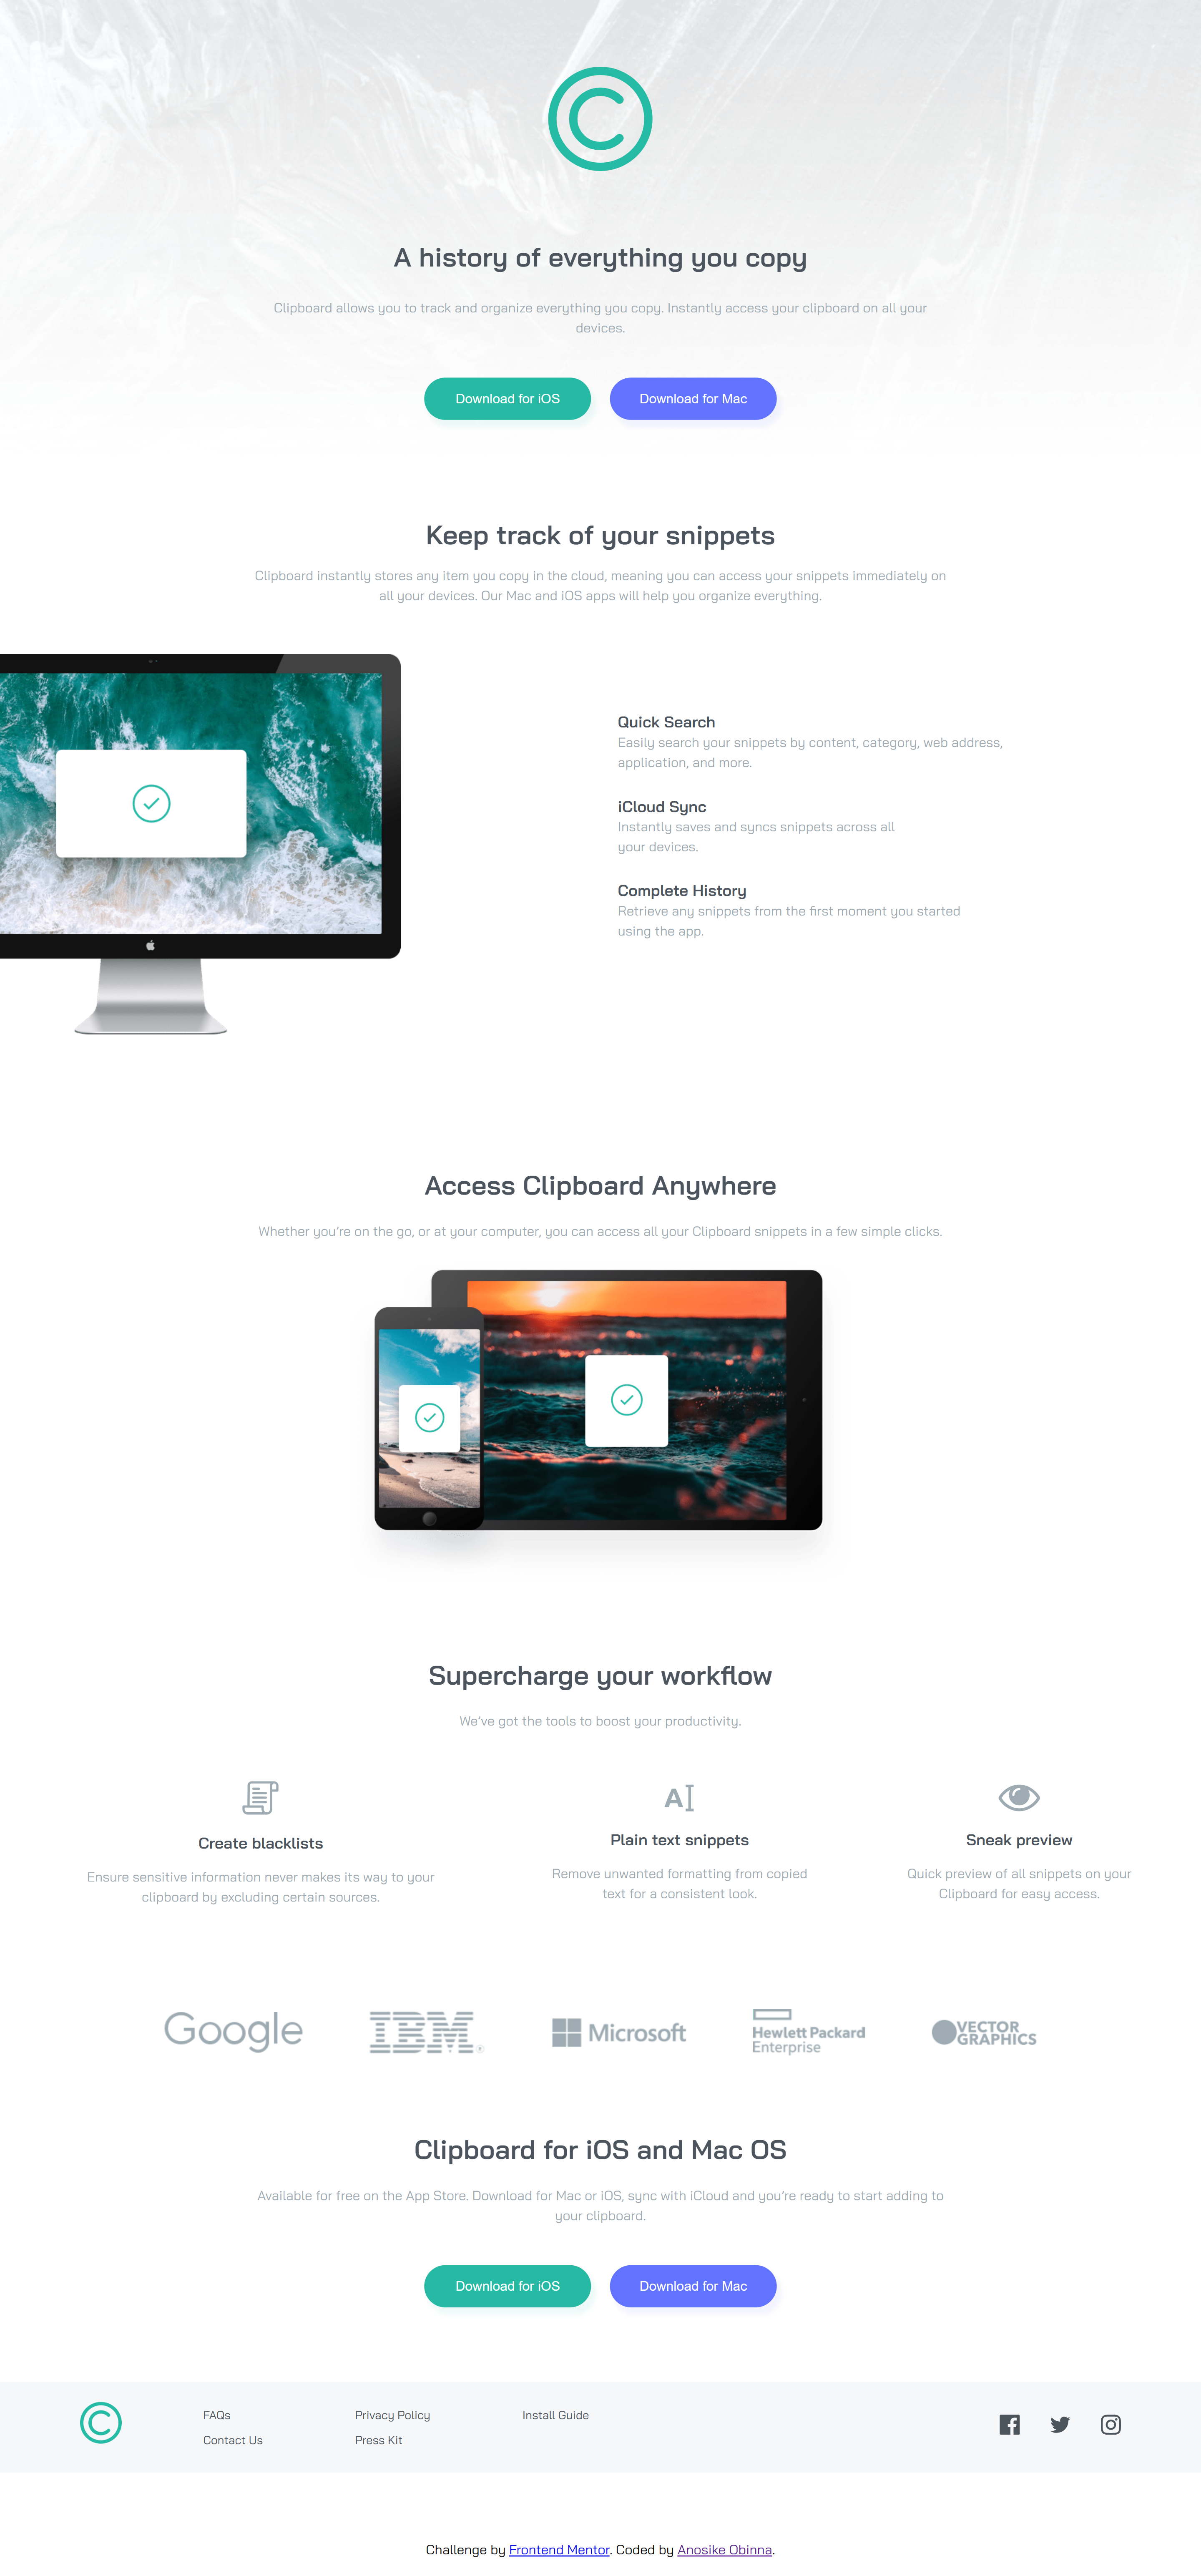 A history of everything you copy
Clipboard allows you to track and organize everything you copy. Instantly access your clipboard on all your
devices.
Download for iOS
Download for Mac
Keep track of your snippets
Clipboard instantly stores any item you copy in the cloud, meaning you can access your snippets immediately on
all your devices. Our Mac and iOS apps will help you organize everything.
Quick Search
Easily search your snippets by content, category, web address,
application, and more.
iCloud Sync
Instantly saves and syncs snippets across all
your devices.
Complete History
Retrieve any snippets from the first moment you started
using the app.
Access Clipboard Anywhere
Whether you’re on the go, or at your computer, you can access all your Clipboard snippets in a few simple clicks.
Supercharge your workflow
We’ve got the tools to boost your productivity.
Create blacklists
Ensure sensitive information never makes its way to your
clipboard by excluding certain sources.
Plain text snippets
Remove unwanted formatting from copied
text for a consistent look.
Sneak preview
Quick preview of all snippets on your
Clipboard for easy access.
Google
IBM
Microsoft
Hewlett Packard
Enterprise
VECTOR
GRAPHICS
Clipboard for iOS and Mac OS
Available for free on the App Store. Download for Mac or iOS, sync with iCloud and you’re ready to start adding to
your clipboard.
Download for iOS
Download for Mac
FAQs
Contact Us
Privacy Policy
Press Kit
Install Guide
Challenge by Frontend Mentor. Coded by Anosike Obinna.